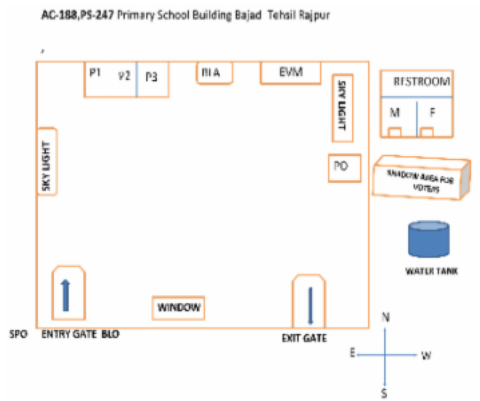 AC-188,PS-247 Primary School Building Bajad Tehsil Rajpur
P1 P2 P3 BLA EVM
SKY LIGHT
RESTROOM
M F
SKY LIGHT
PO
SHADOW AREA FOR
VOTERS
WATER TANK
WINDOW
SPO ENTRY GATE BLO
EXIT GATE
N
E W
S